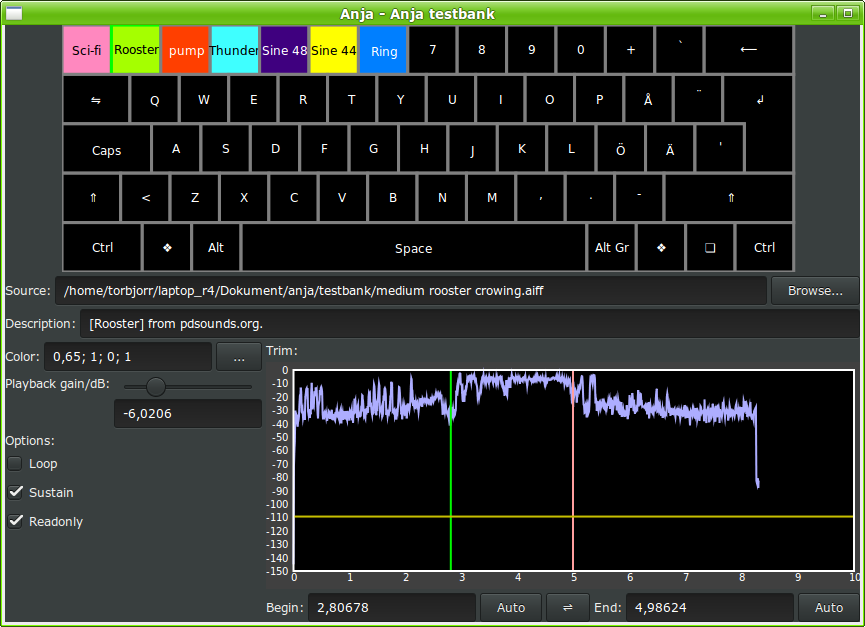 Anja - Anja testbank
Sci-fi Rooster pump Thunder Sine 48 Sine 44 Ring 7 8 9 0 + ` ←
⇋ Q W E R T Y U I O P Å ¨ ↲
Caps A S D F G H J K L Ö Ä '
⇑ < Z X C V B N M , . - ⇑
Ctrl ❖ Alt Space Alt Gr ❖ ❏ Ctrl
Source: /home/torbjorr/laptop_r4/Dokument/anja/testbank/medium rooster crowing.aiff Browse...
Description: [Rooster] from pdsounds.org.
Color: 0,65; 1; 0; 1 ...
Playback gain/dB:
-6,0206
Options:
Loop
Sustain
Readonly
Trim:
0
-10
-20
-30
-40
-50
-60
-70
-80
-90
-100
-110
-120
-130
-140
-150
0 1 2 3 4 5 6 7 8 9 10
Begin: 2,80678 Auto ⇌ End: 4,98624 Auto